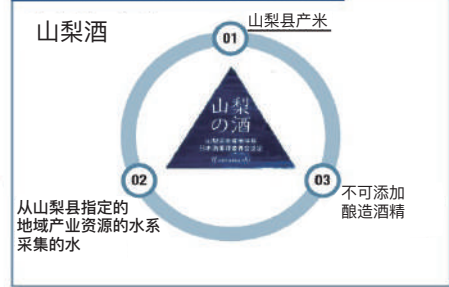 山梨酒
01
山梨县产米
山梨
の酒
02
03
从山梨县指定的
地域产业资源的水系
采集的水
不可添加
酿造酒精